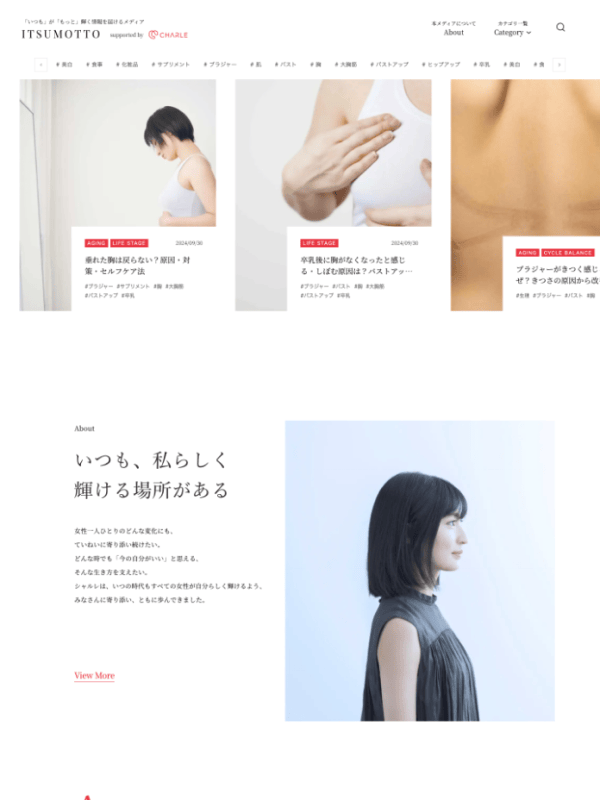 「いつも」が「もっと」輝く情報を届けるメディア
ITSUMOTTO supported by CHARLE
本メディアについて
About
カテゴリ一覧
Category
# 美白 # 食事 # 化粧品 # サプリメント # ブラジャー # 肌 # バスト # 胸 # 大胸筋 # バストアップ # ヒップアップ # 卒乳 # 美白 # 食
AGING LIFE STAGE 2024/09/30
垂れた胸は戻らない？原因・対
策・セルフケア法
#ブラジャー #サプリメント #胸 #大胸筋
#バストアップ #卒乳
LIFE STAGE 2024/09/30
卒乳後に胸がなくなったと感じ
る・しぼむ原因は？バストアッ…
#ブラジャー #バスト #胸 #大胸筋
#バストアップ #卒乳
AGING CYCLE BALANCE
ブラジャーがきつく感じ
ぜ？きつさの原因から改
#生理 #ブラジャー #バスト #胸
About
いつも、私らしく
輝ける場所がある
女性一人ひとりのどんな変化にも、
ていねいに寄り添い続けたい。
どんな時でも「今の自分がいい」と思える、
そんな生き方を支えたい。
シャルレは、いつの時代もすべての女性が自分らしく輝けるよう、
みなさんに寄り添い、ともに歩んできました。
View More